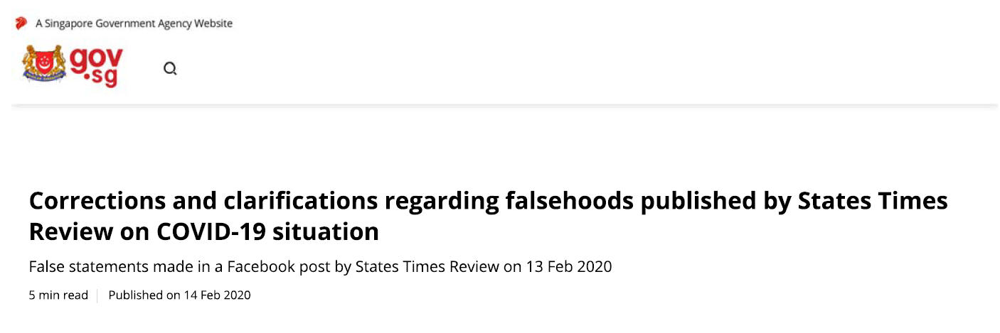 A Singapore Government Agency Website
gov
.sg
Corrections and clarifications regarding falsehoods published by States Times
Review on COVID-19 situation
False statements made in a Facebook post by States Times Review on 13 Feb 2020
5 min read Published on 14 Feb 2020